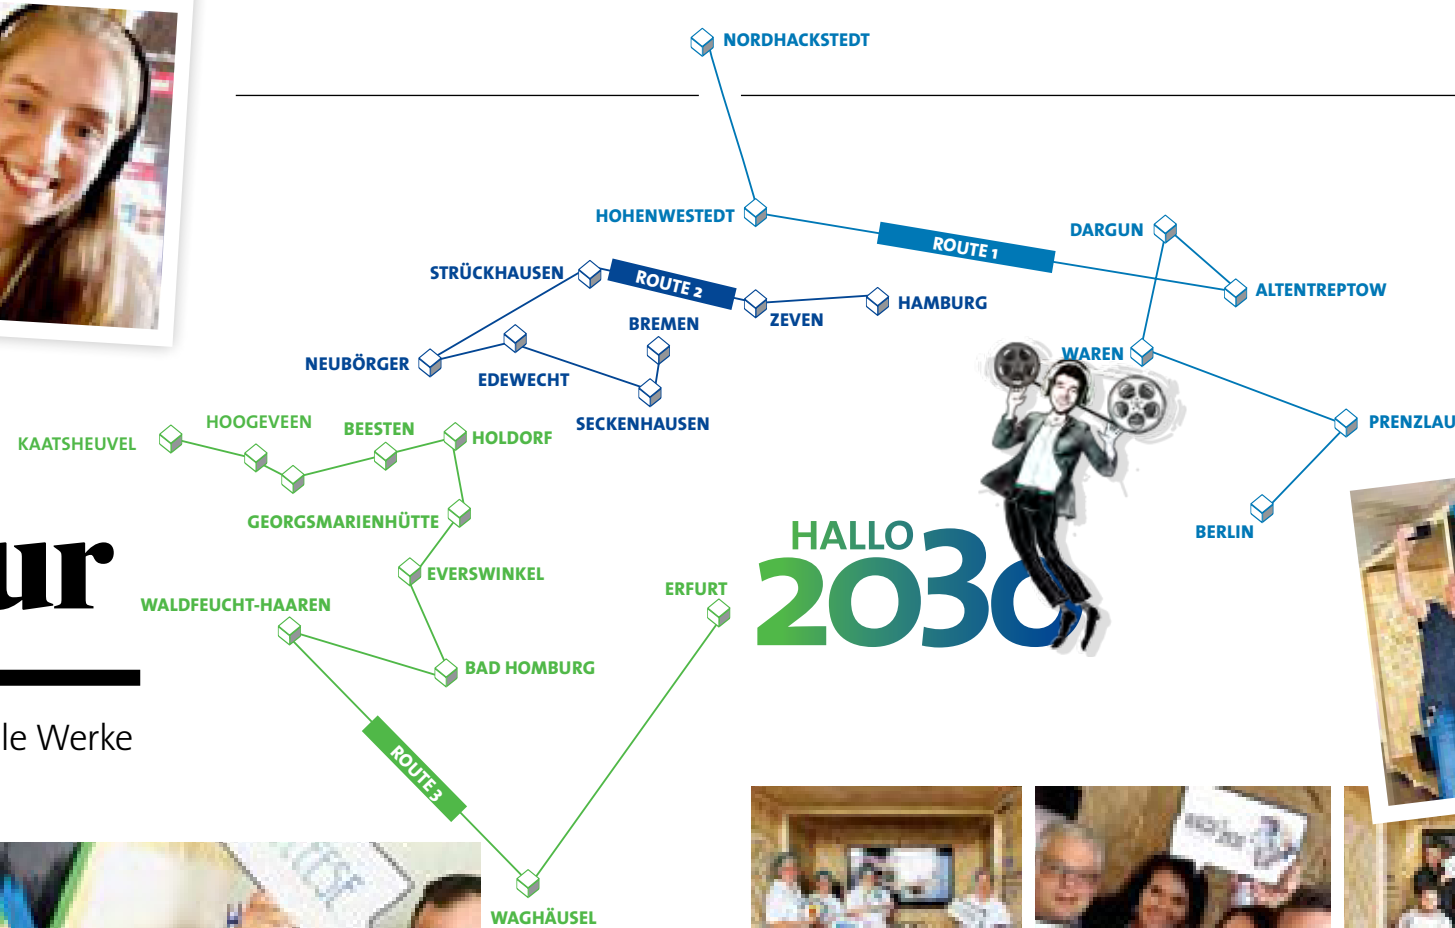 NORDHACKSTEDT
HOHENWESTEDT
ROUTE 1
DARGUN
ALTENTREPTOW
WAREN
PRENZLAU
BERLIN
STRÜCKHAUSEN
ROUTE 2
ZEVEN
HAMBURG
BREMEN
NEUBÖRGER
EDEWECHT
SECKENHAUSEN
KAATSHEUVEL
HOOGEVEEN
BEESTEN
HOLDORF
GEORGSMARIENHÜTTE
EVERSWINKEL
WALDFEUCHT-HAAREN
BAD HOMBURG
ERFURT
ROUTE 3
WAGHÄUSEL
HALLO
2030
ur
le Werke